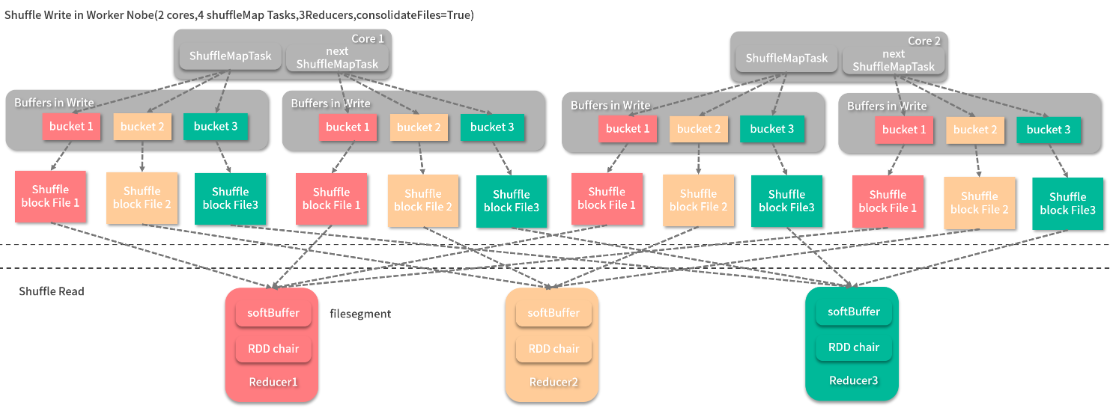 Shuffle Write in Worker Nobe(2 cores,4 shuffleMap Tasks,3Reducers,consolidateFiles=True)
Core 1
ShuffleMapTask
next
ShuffleMapTask
Core 2
ShuffleMapTask
next
ShuffleMapTask
Buffers in Write
bucket 1
bucket 2
bucket 3
Buffers in Write
bucket 1
bucket 2
bucket 3
Buffers in Write
bucket 1
bucket 2
bucket 3
Buffers in Write
bucket 1
bucket 2
bucket 3
Shuffle
block File 1
Shuffle
block File 2
Shuffle
block File3
Shuffle
block File 1
Shuffle
block File 2
Shuffle
block File3
Shuffle
block File 1
Shuffle
block File 2
Shuffle
block File3
Shuffle
block File 1
Shuffle
block File 2
Shuffle
block File3
Shuffle Read
softBuffer
RDD chair
Reducer1
filesegment
softBuffer
RDD chair
Reducer2
softBuffer
RDD chair
Reducer3